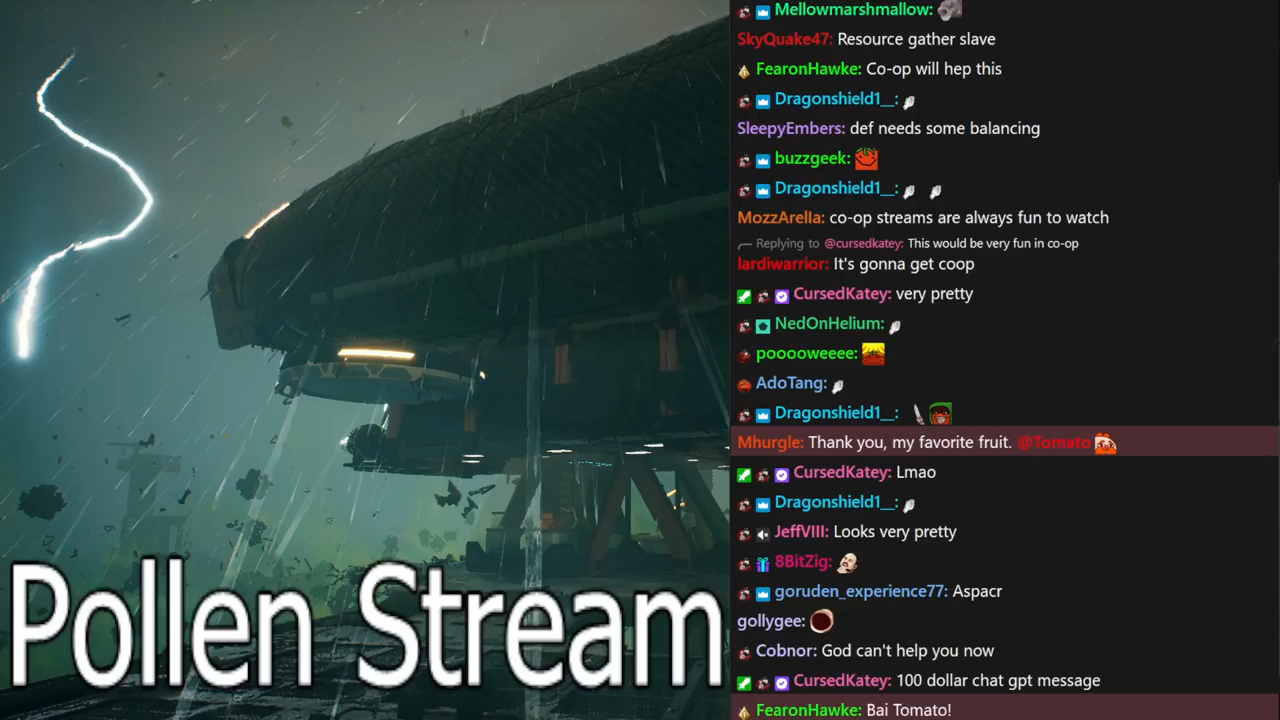 Mellowmarshmallow:
SkyQuake47: Resource gather slave
FearonHawke: Co-op will hep this
Dragonshield1__:
SleepyEmbers: def needs some balancing
buzzgeek:
Dragonshield1__:
MozzArella: co-op streams are always fun to watch
Replying to @cursedkatey: This would be very fun in co-op
lardiwarrior: It's gonna get coop
CursedKatey: very pretty
NedOnHelium:
pooooweeee:
AdoTang:
Dragonshield1__:
Mhurgle: Thank you, my favorite fruit. @Tomato
CursedKatey: Lmao
Dragonshield1__:
JeffVIII: Looks very pretty
8BitZig:
goruden_experience77: Aspacr
gollygee:
Cobnor: God can't help you now
CursedKatey: 100 dollar chat gpt message
FearonHawke: Bai Tomato!
Pollen Stream